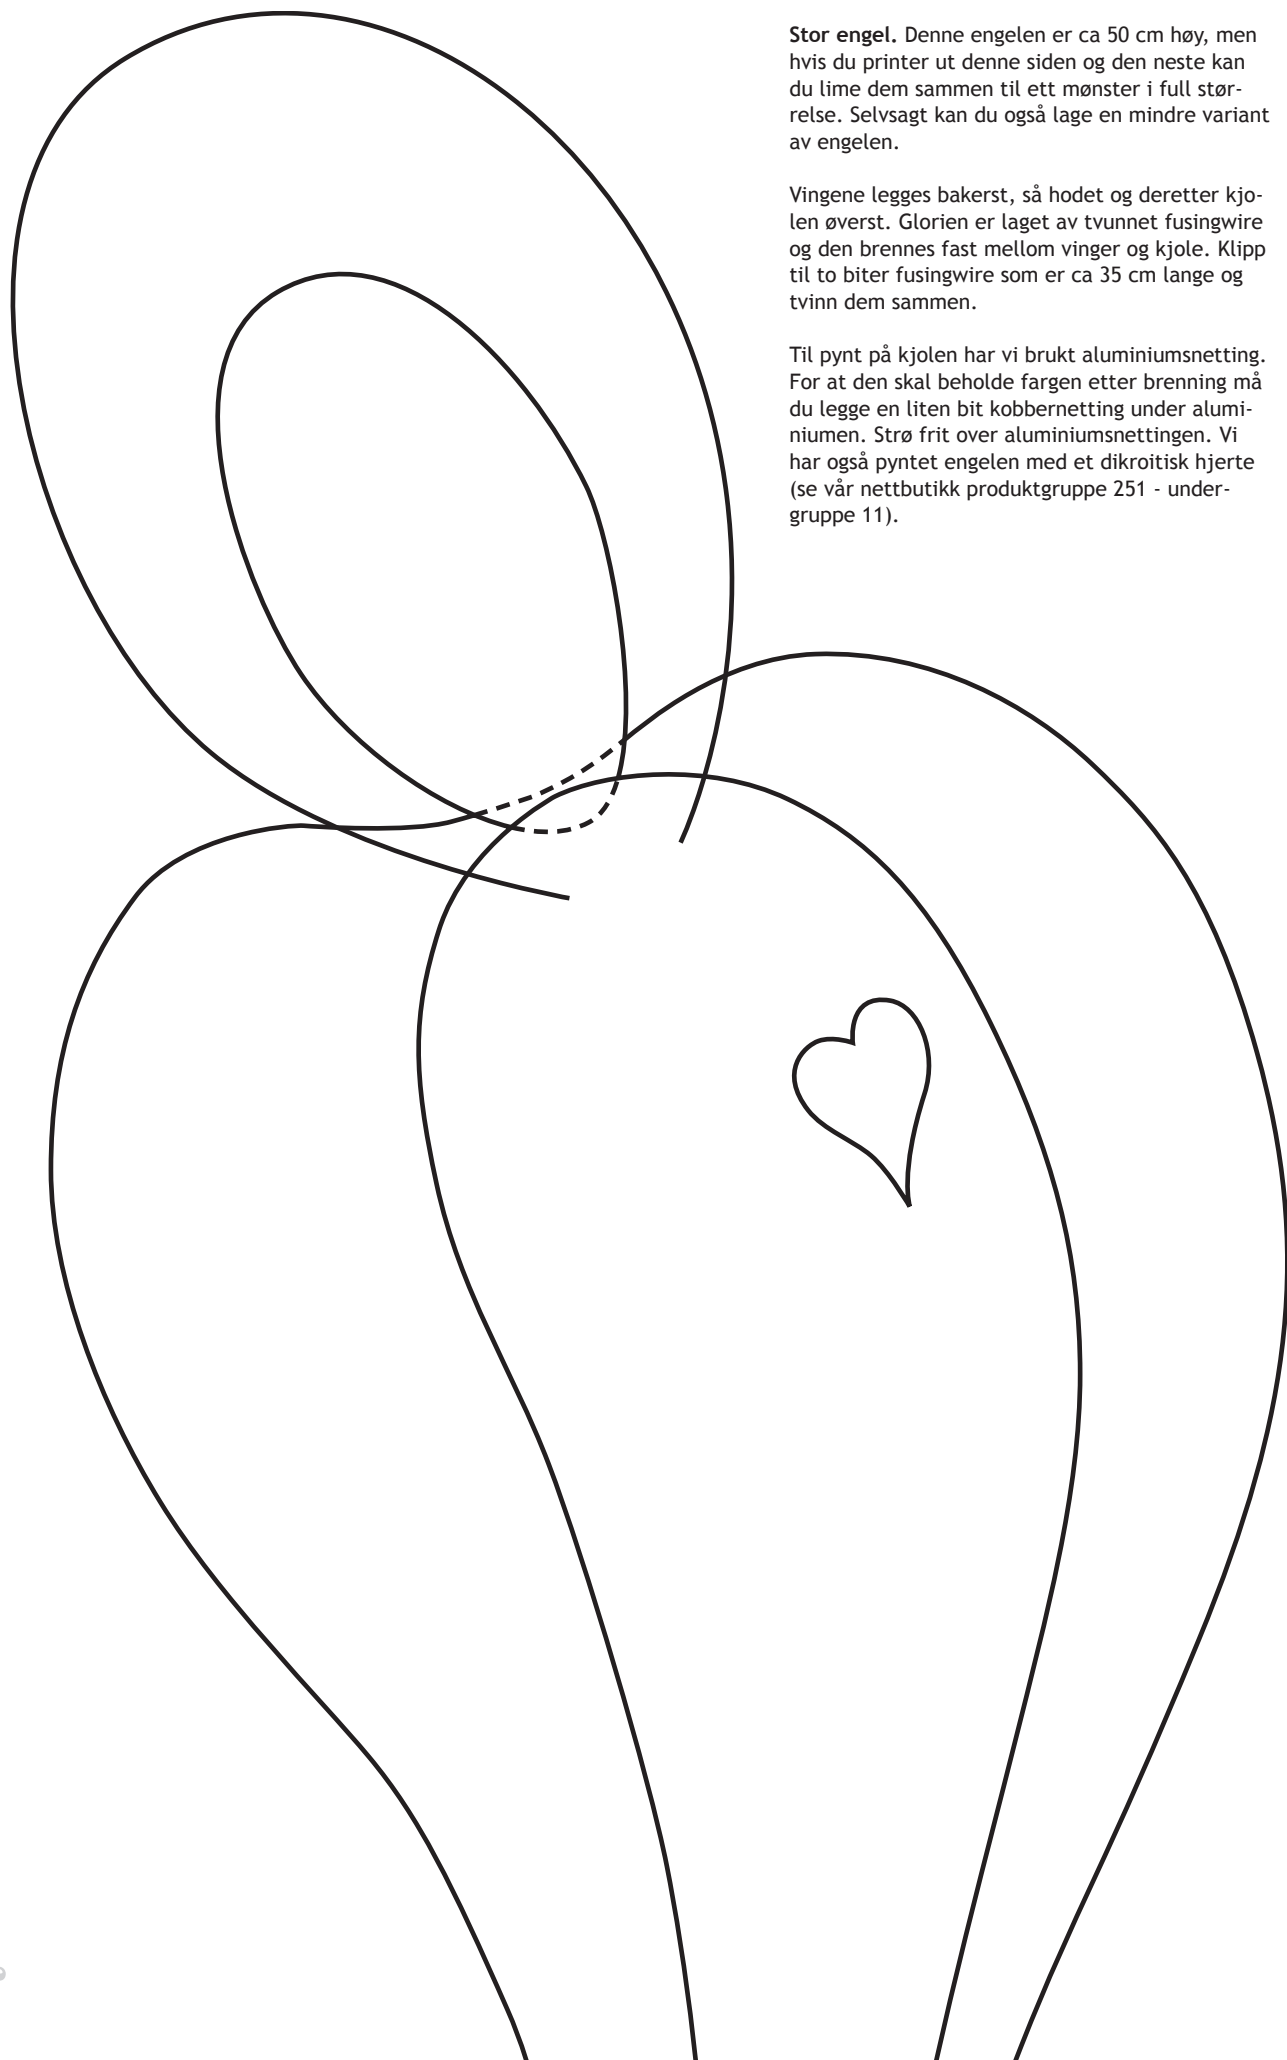 Stor engel. Denne engelen er ca 50 cm høy, men
hvis du printer ut denne siden og den neste kan
du lime dem sammen til ett mønster i full stør-
relse. Selvsagt kan du også lage en mindre variant
av engelen.
Vingene legges bakerst, så hodet og deretter kjo-
len øverst. Glorien er laget av tvunnet fusingwire
og den brennes fast mellom vinger og kjole. Klipp
til to biter fusingwire som er ca 35 cm lange og
tvinn dem sammen.
Til pynt på kjolen har vi brukt aluminiumsnetting.
For at den skal beholde fargen etter brenning må
du legge en liten bit kobbernetting under alumi-
niumen. Strø frit over aluminiumsnettingen. Vi
har også pyntet engelen med et dikroitisk hjerte
(se vår nettbutikk produktgruppe 251 - under-
gruppe 11).